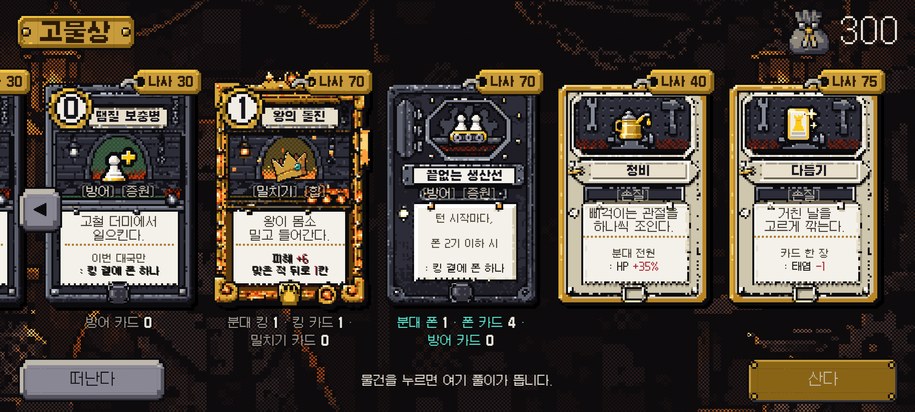 고물상
300
30
나사 30
나사 70
나사 70
나사 40
나사 75
0
땜질 보충병
[방어] [증원]
고철 더미에서
일으킨다.
이번 대국만
: 킹 곁에 폰 하나
방어 카드 0
1
왕의 돌진
[밀치기] [합]
왕이 몸소
밀고 들어간다.
피해 +6
맞은 적 뒤로 1칸
분대 킹 1 · 킹 카드 1 ·
밀치기 카드 0
끝없는 생산선
[방어] [증원]
턴 시작마다,
폰 2기 이하 시
: 킹 곁에 폰 하나
분대 폰 1 · 폰 카드 4 ·
방어 카드 0
정비
[손질]
삐걱이는 관절을
하나씩 조인다.
분대 전원
: HP +35%
다듬기
[손질]
거친 날을
고르게 깎는다.
카드 한 장
: 태엽 -1
떠난다
물건을 누르면 여기 풀이가 뜹니다.
산다